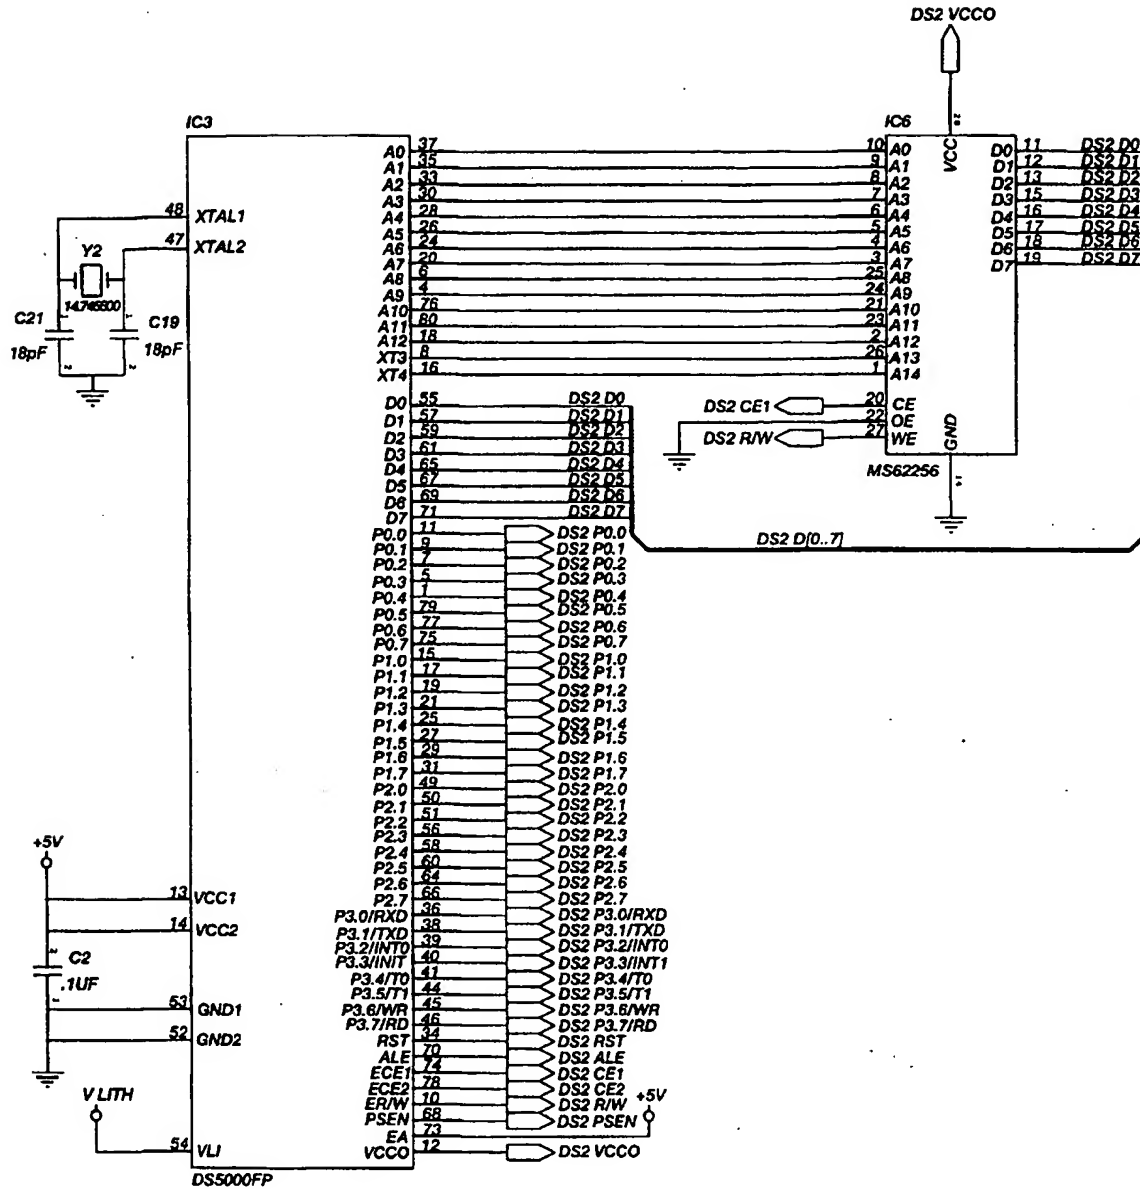 DS2 VCCO
IC3
IC6
37 A0
35 A1
33 A2
30 A3
28 A4
26 A5
24 A6
20 A7
6 A8
4 A9
76 A10
80 A11
18 A12
8 XT3
16 XT4
10 A0
9 A1
8 A2
7 A3
6 A4
5 A5
4 A6
3 A7
25 A8
24 A9
21 A10
23 A11
2 A12
26 A13
1 A14
VCC
D0 11 DS2 D0
D1 12 DS2 D1
D2 13 DS2 D2
D3 15 DS2 D3
D4 16 DS2 D4
D5 17 DS2 D5
D6 18 DS2 D6
D7 19 DS2 D7
48 XTAL1
47 XTAL2
Y2
C21
18pF
C19
18pF
DS2 CE1 20 CE
22 OE
DS2 R/W 27 WE
GND
MS62256
D0 55 DS2 D0
D1 57 DS2 D1
D2 59 DS2 D2
D3 61 DS2 D3
D4 65 DS2 D4
D5 67 DS2 D5
D6 69 DS2 D6
D7 71 DS2 D7
DS2 D[0..7]
P0.0 11 DS2 P0.0
P0.1 9 DS2 P0.1
P0.2 7 DS2 P0.2
P0.3 5 DS2 P0.3
P0.4 1 DS2 P0.4
P0.5 79 DS2 P0.5
P0.6 77 DS2 P0.6
P0.7 75 DS2 P0.7
P1.0 15 DS2 P1.0
P1.1 17 DS2 P1.1
P1.2 19 DS2 P1.2
P1.3 21 DS2 P1.3
P1.4 25 DS2 P1.4
P1.5 27 DS2 P1.5
P1.6 29 DS2 P1.6
P1.7 31 DS2 P1.7
P2.0 49 DS2 P2.0
P2.1 50 DS2 P2.1
P2.2 51 DS2 P2.2
P2.3 56 DS2 P2.3
P2.4 58 DS2 P2.4
P2.5 60 DS2 P2.5
P2.6 64 DS2 P2.6
P2.7 66 DS2 P2.7
P3.0/RXD 36 DS2 P3.0/RXD
P3.1/TXD 38 DS2 P3.1/TXD
P3.2/INT0 39 DS2 P3.2/INT0
P3.3/INIT 40 DS2 P3.3/INT1
P3.4/T0 41 DS2 P3.4/T0
P3.5/T1 44 DS2 P3.5/T1
P3.6/WR 45 DS2 P3.6/WR
P3.7/RD 46 DS2 P3.7/RD
RST 34 DS2 RST
ALE 70 DS2 ALE
ECE1 74 DS2 CE1
ECE2 78 DS2 CE2
ER/W 10 DS2 R/W
PSEN 68 DS2 PSEN
EA 73 +5V
VCCO 12 DS2 VCCO
+5V
13 VCC1
14 VCC2
C2
.1UF
53 GND1
52 GND2
V LITH
54 VLI
DS5000FP